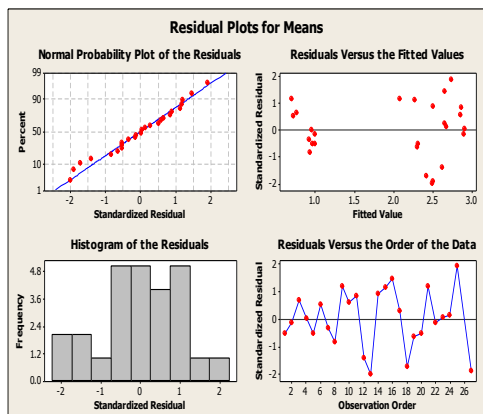 Residual Plots for Means
Normal Probability Plot of the Residuals
99
90
50
10
1
Percent
-2 -1 0 1 2
Standardized Residual
Residuals Versus the Fitted Values
2
1
0
-1
-2
Standardized Residual
1.0 1.5 2.0 2.5 3.0
Fitted Value
Histogram of the Residuals
4.8
3.6
2.4
1.2
0.0
Frequency
-2 -1 0 1 2
Standardized Residual
Residuals Versus the Order of the Data
2
1
0
-1
-2
Standardized Residual
2 4 6 8 10 12 14 16 18 20 22 24 26
Observation Order